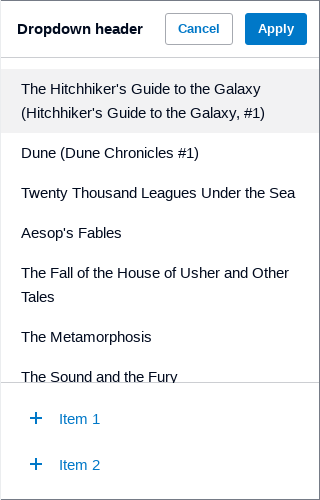 Dropdown header
Cancel
Apply
The Hitchhiker's Guide to the Galaxy
(Hitchhiker's Guide to the Galaxy, #1)
Dune (Dune Chronicles #1)
Twenty Thousand Leagues Under the Sea
Aesop's Fables
The Fall of the House of Usher and Other
Tales
The Metamorphosis
The Sound and the Fury
Item 1
Item 2